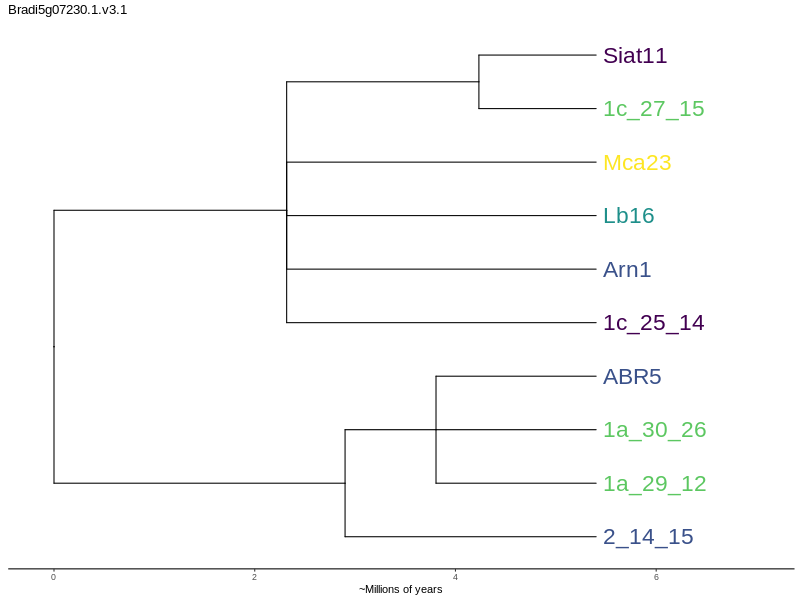 Bradi5g07230.1.v3.1
Siat11
1c_27_15
Mca23
Lb16
Arn1
1c_25_14
ABR5
1a_30_26
1a_29_12
2_14_15
0 2 4 6
~Millions of years